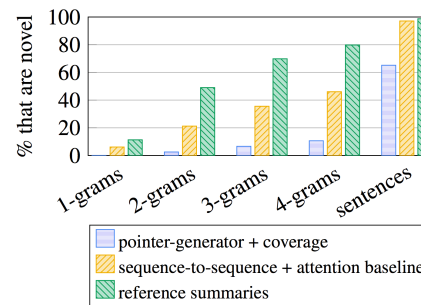 % that are novel
100
80
60
40
20
0
1-grams
2-grams
3-grams
4-grams
sentences
pointer-generator + coverage
sequence-to-sequence + attention baseline
reference summaries